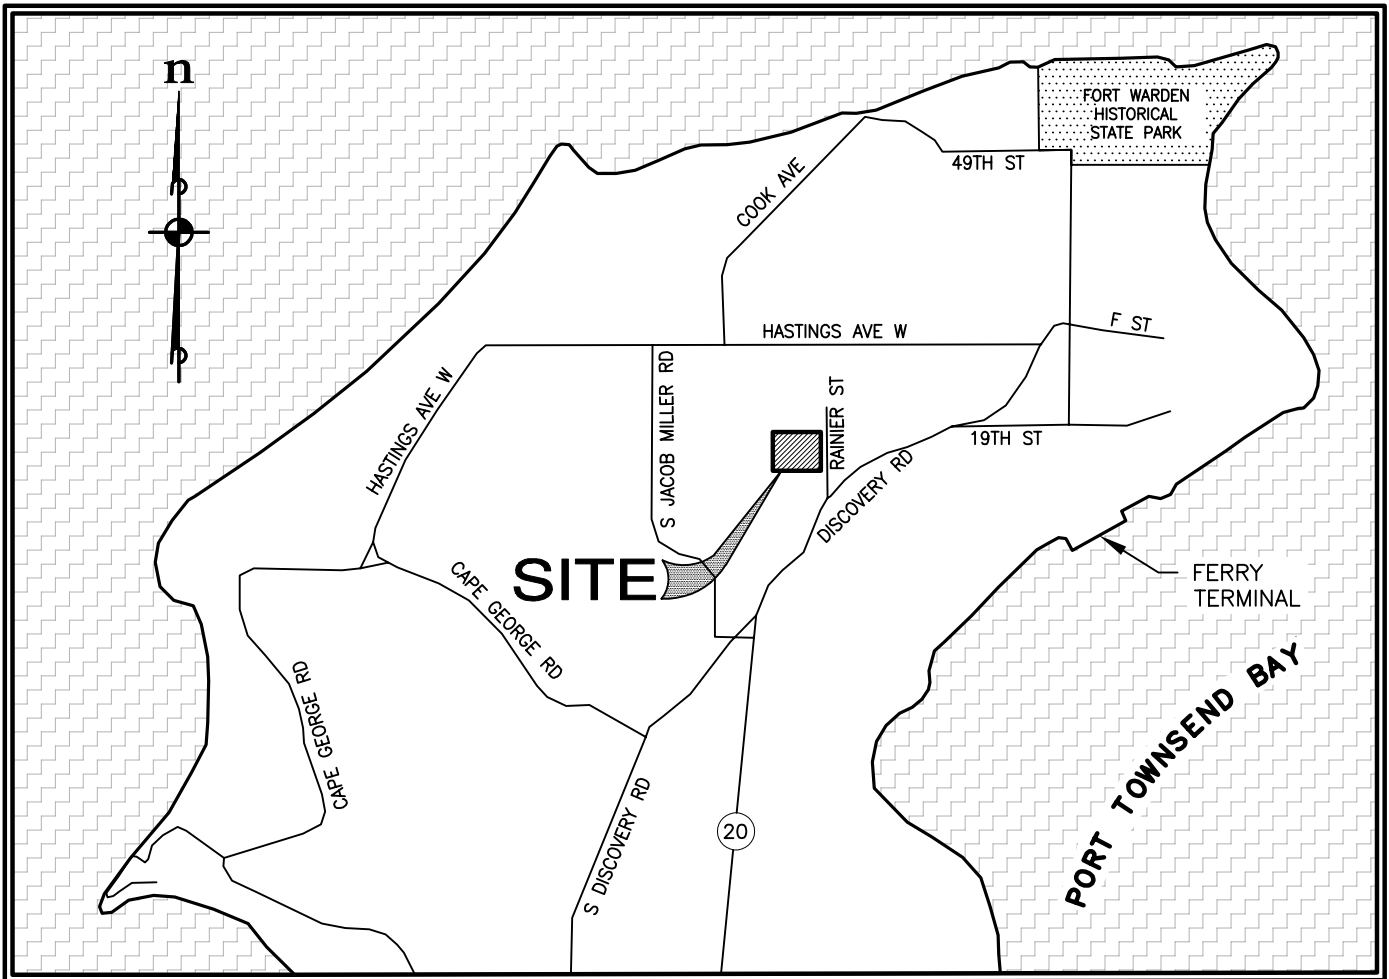 n
FORT WARDEN
HISTORICAL
STATE PARK
49TH ST
COOK AVE
HASTINGS AVE W
F ST
HASTINGS AVE W
S JACOB MILLER RD
RAINIER ST
19TH ST
DISCOVERY RD
SITE
CAPE GEORGE RD
FERRY
TERMINAL
CAPE GEORGE RD
PORT TOWNSEND BAY
S DISCOVERY RD
20